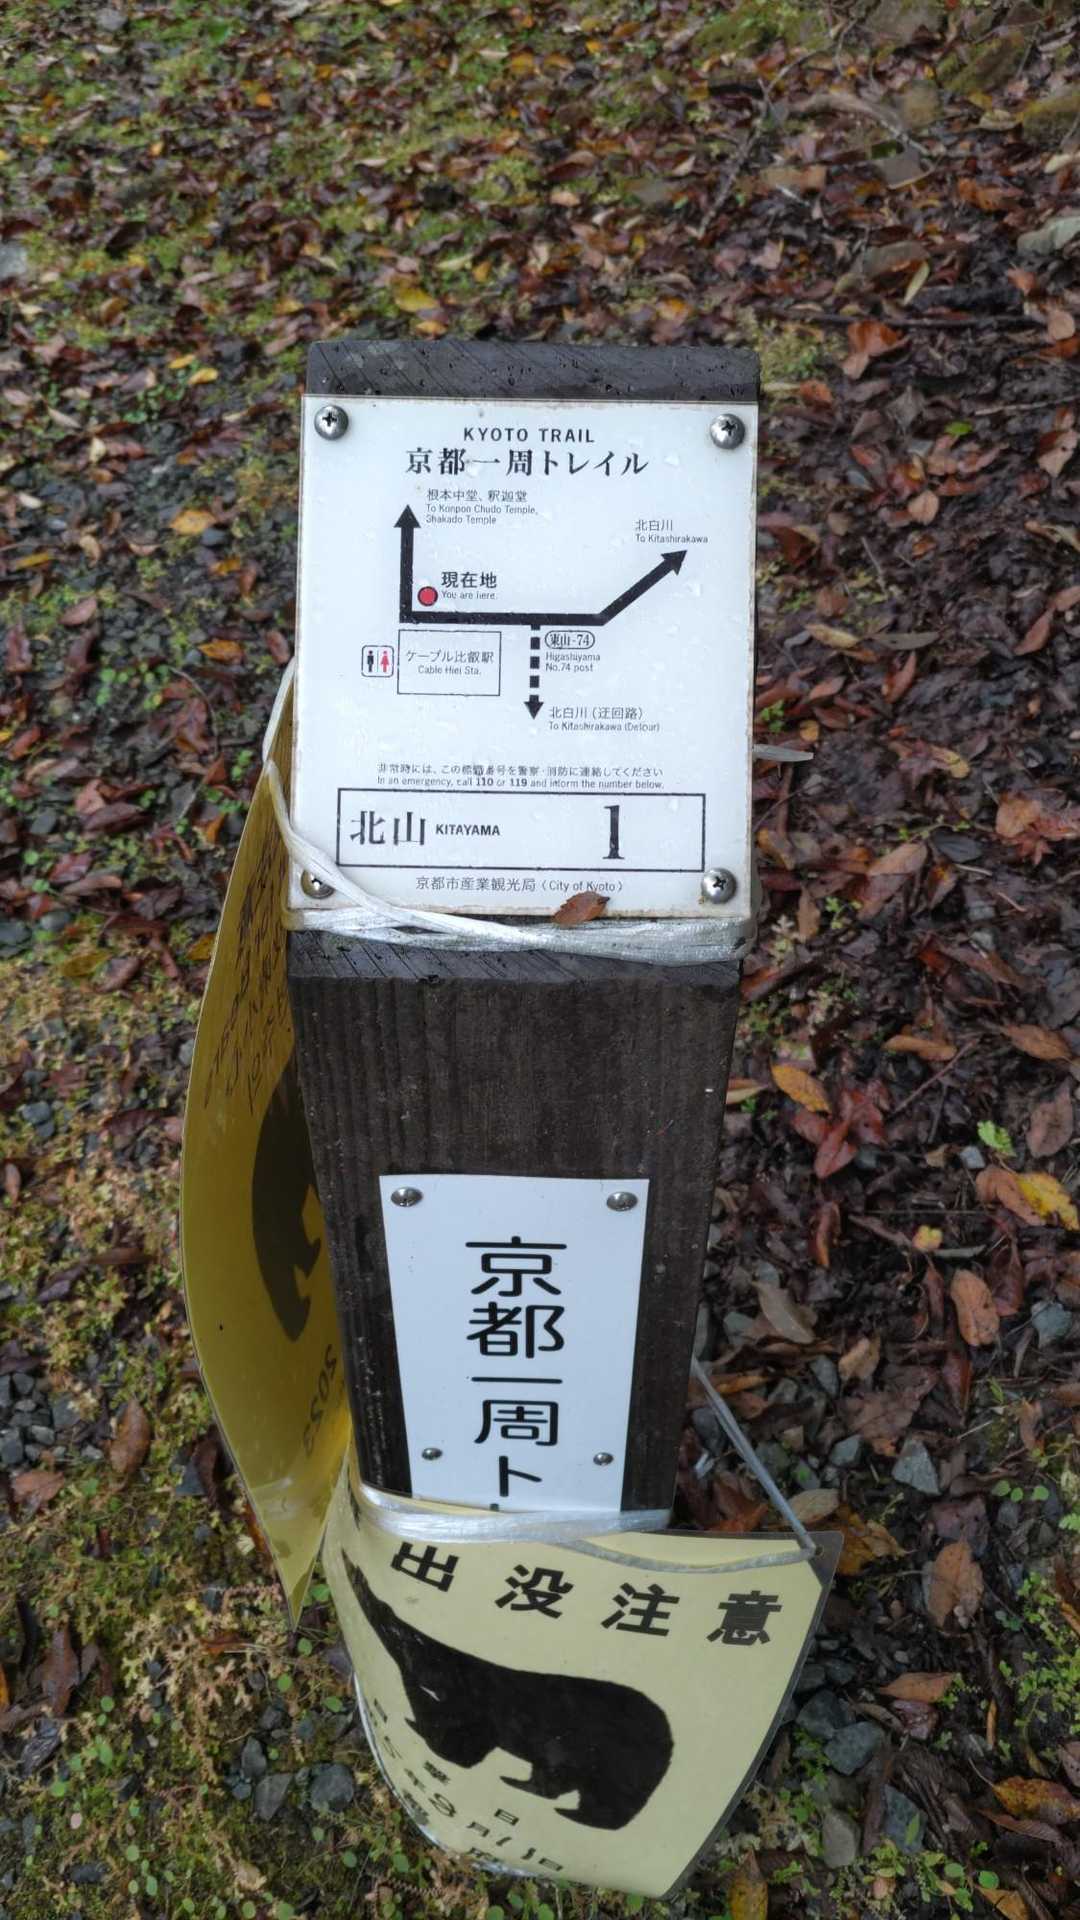 KYOTO TRAIL
京都一周トレイル
根本中堂、釈迦堂
To Konpon Chudo Temple,
Shakado Temple
北白川
To Kitashirakawa
現在地
You are here.
東山-74
Higashiyama
No.74 post
ケーブル比叡駅
Cable Hiei Sta.
北白川（迂回路）
To Kitashirakawa (Detour)
非常時には、この標識番号を警察・消防に連絡してください
In an emergency, call 110 or 119 and inform the number below.
北山 KITAYAMA 1
京都市産業観光局（City of Kyoto）
京都一周ト
出没注意
2023